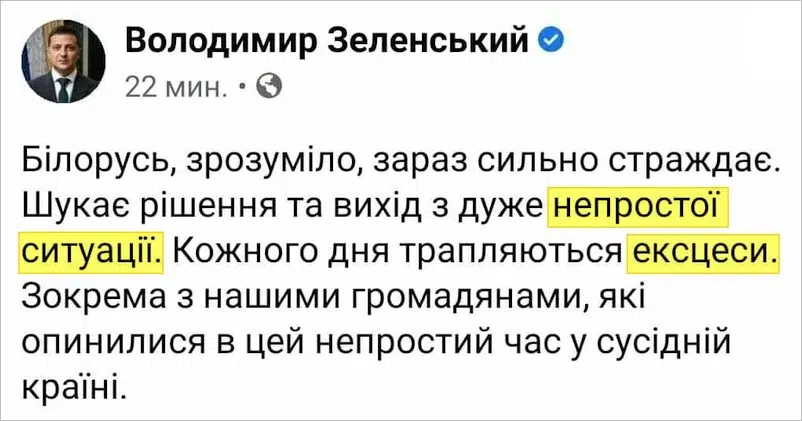 Володимир Зеленський
22 мин. ·
Білорусь, зрозуміло, зараз сильно страждає.
Шукає рішення та вихід з дуже непростої
ситуації. Кожного дня трапляються ексцеси.
Зокрема з нашими громадянами, які
опинилися в цей непростий час у сусідній
країні.